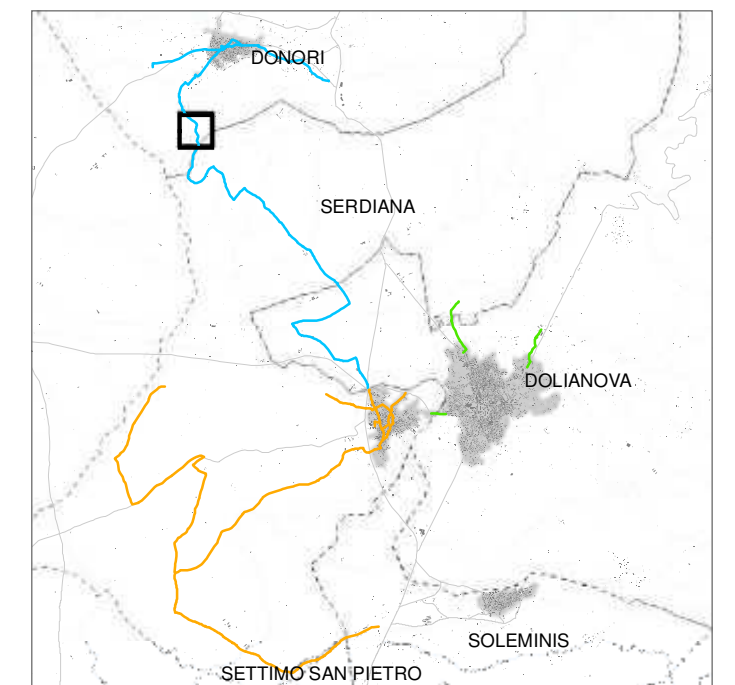 DONORI
SERDIANA
DOLIANOVA
SOLEMINIS
SETTIMO SAN PIETRO